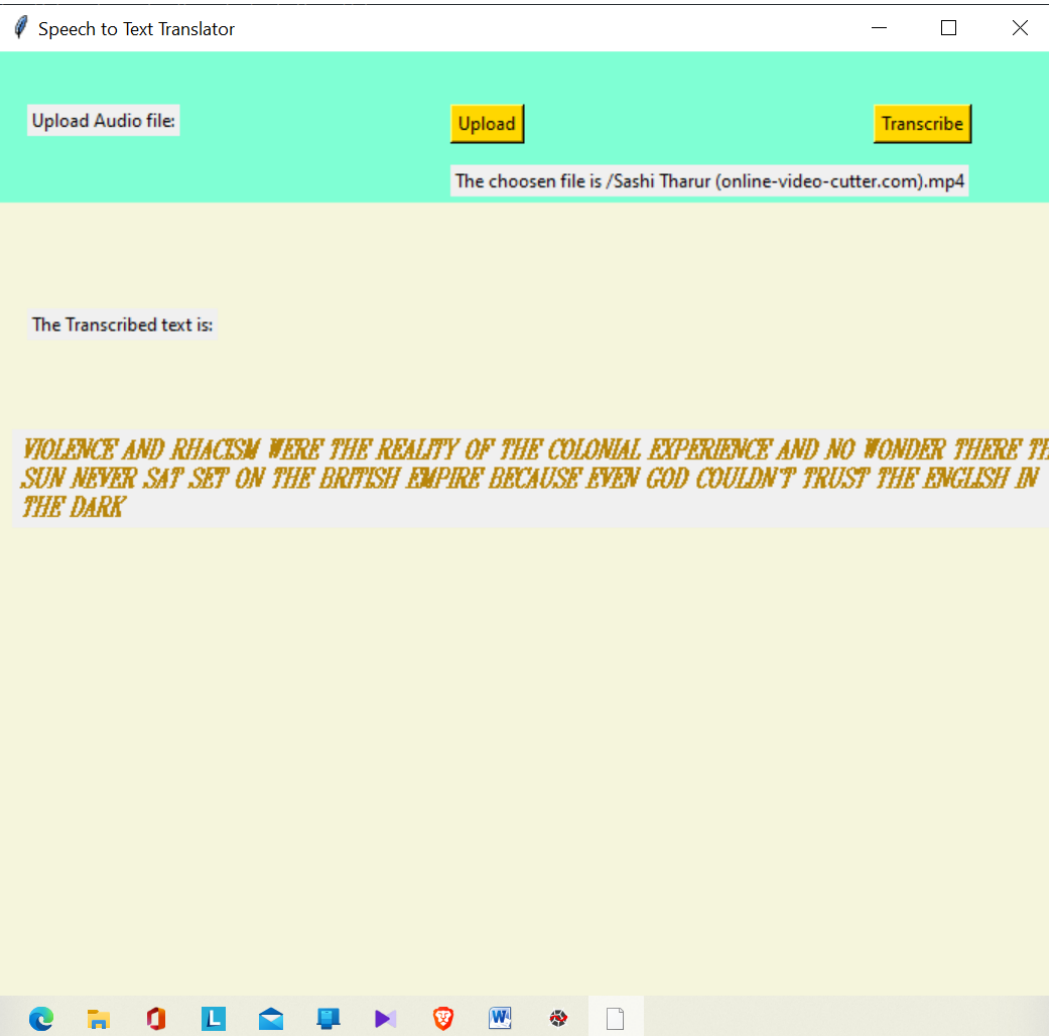 Speech to Text Translator
Upload Audio file:
Upload
Transcribe
The choosen file is /Sashi Tharur (online-video-cutter.com).mp4
The Transcribed text is:
VIOLENCE AND RHACISM WERE THE REALITY OF THE COLONIAL EXPERIENCE AND NO WONDER THERE TH
SUN NEVER SAT SET ON THE BRITISH EMPIRE BECAUSE EVEN GOD COULDN'T TRUST THE ENGLISH IN
THE DARK